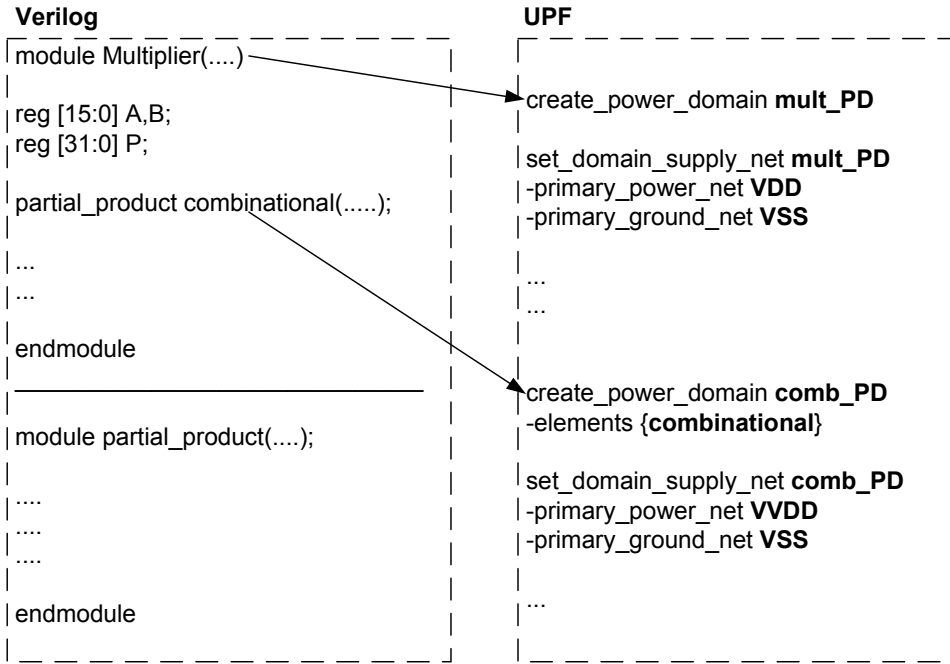 Verilog
module Multiplier(....)
reg [15:0] A,B;
reg [31:0] P;
partial_product combinational(.....);
...
...
endmodule
module partial_product(....);
....
....
....
endmodule
UPF
create_power_domain mult_PD
set_domain_supply_net mult_PD
-primary_power_net VDD
-primary_ground_net VSS
...
...
create_power_domain comb_PD
-elements {combinational}
set_domain_supply_net comb_PD
-primary_power_net VVDD
-primary_ground_net VSS
...